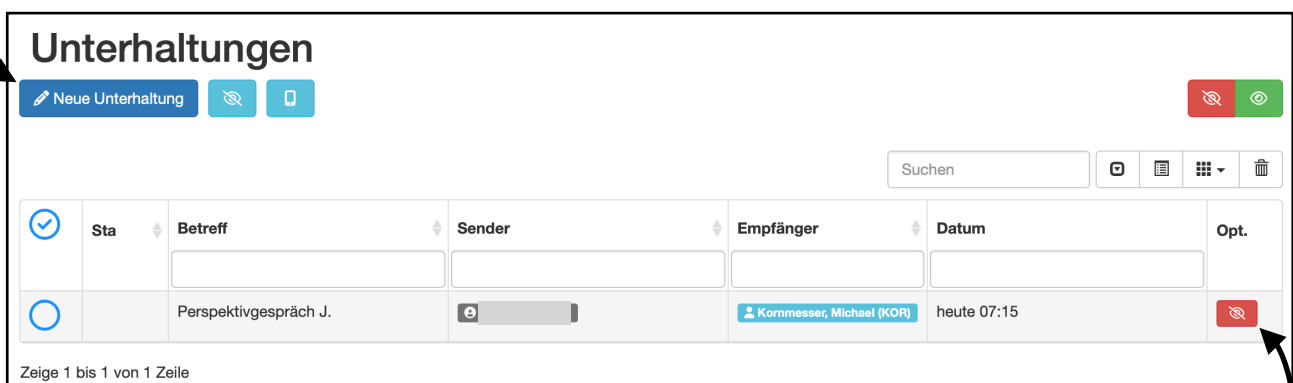 Unterhaltungen
Neue Unterhaltung
Suchen
Sta Betreff Sender Empfänger Datum Opt.
Perspektivgespräch J. Kornmesser, Michael (KOR) heute 07:15
Zeige 1 bis 1 von 1 Zeile